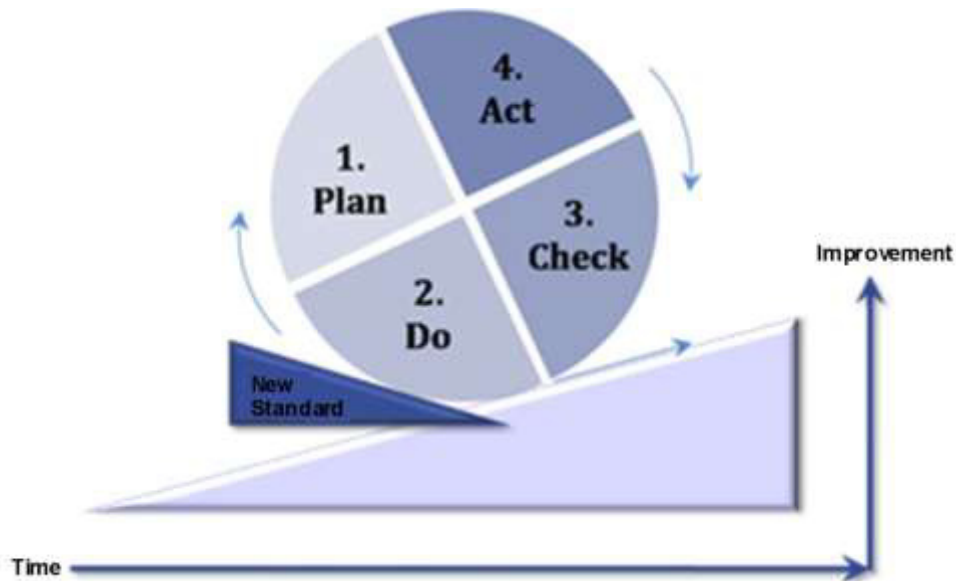 4.
Act
1.
Plan
3.
Check
2.
Do
Improvement
New
Standard
Time